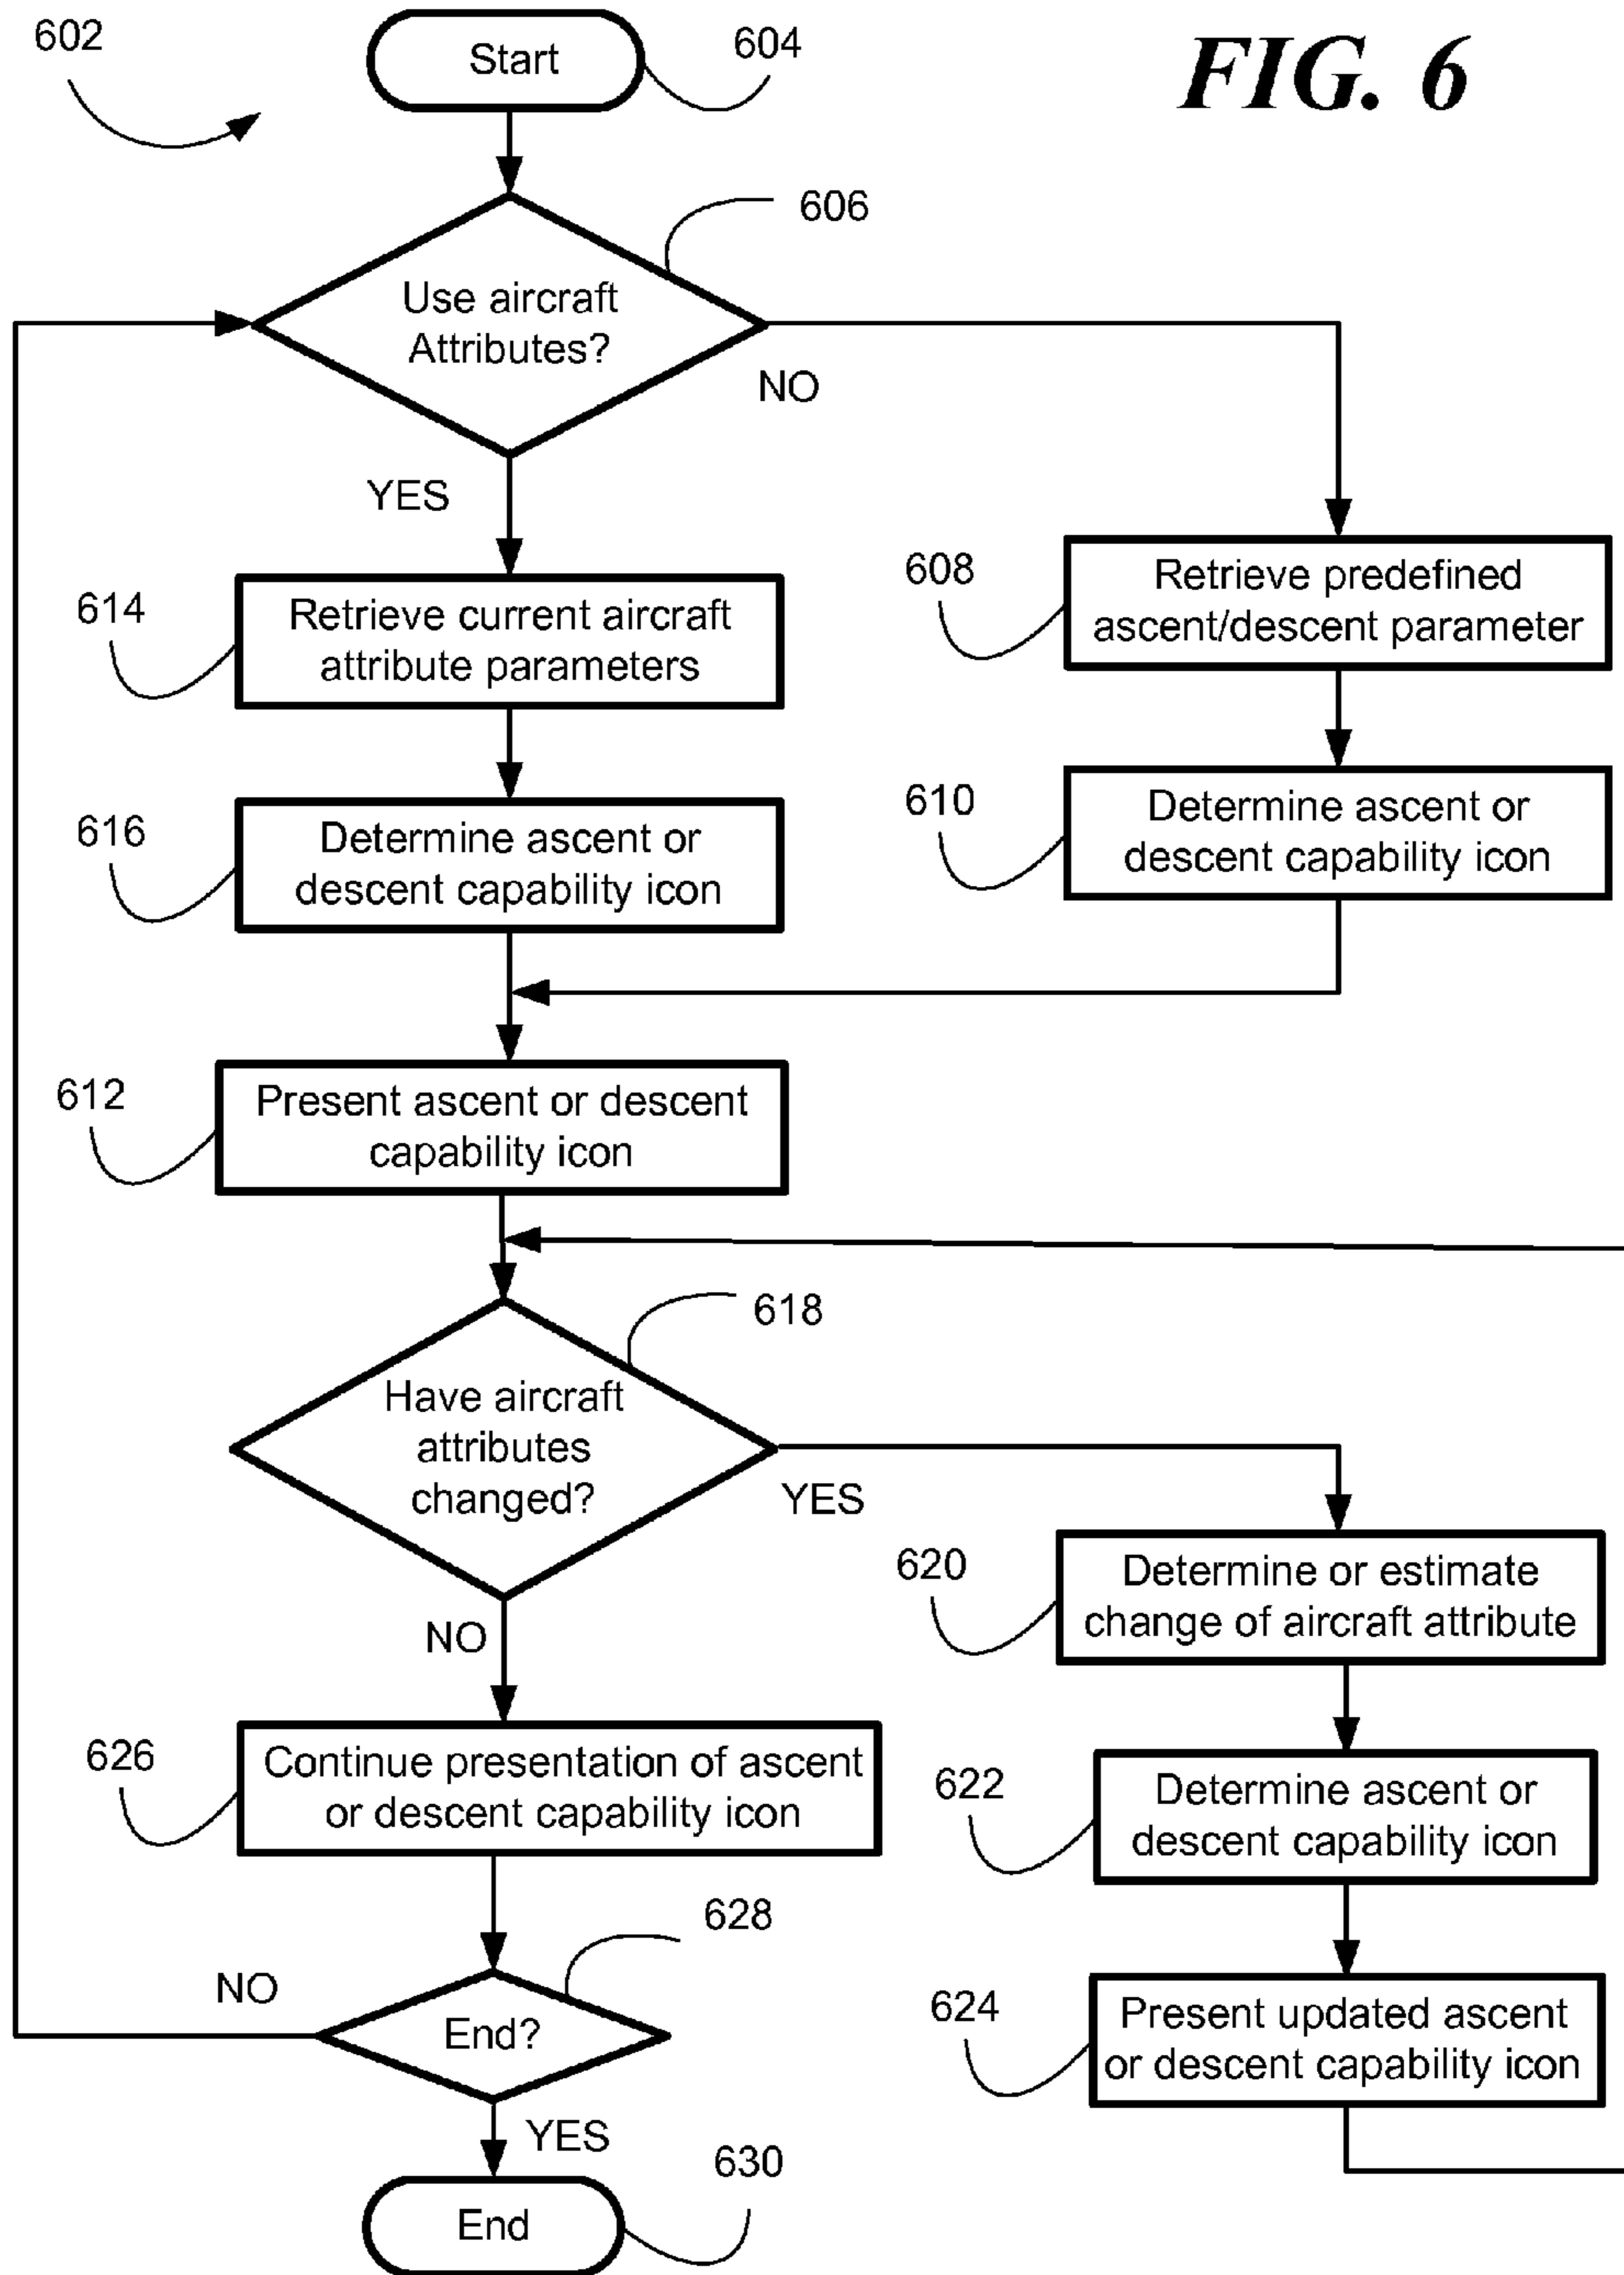 602
Start
604
FIG. 6
606
Use aircraft
Attributes?
NO
YES
614
Retrieve current aircraft
attribute parameters
608
Retrieve predefined
ascent/descent parameter
616
Determine ascent or
descent capability icon
610
Determine ascent or
descent capability icon
612
Present ascent or descent
capability icon
618
Have aircraft
attributes
changed?
YES
NO
620
Determine or estimate
change of aircraft attribute
626
Continue presentation of ascent
or descent capability icon
622
Determine ascent or
descent capability icon
628
NO
End?
YES
624
Present updated ascent
or descent capability icon
630
End